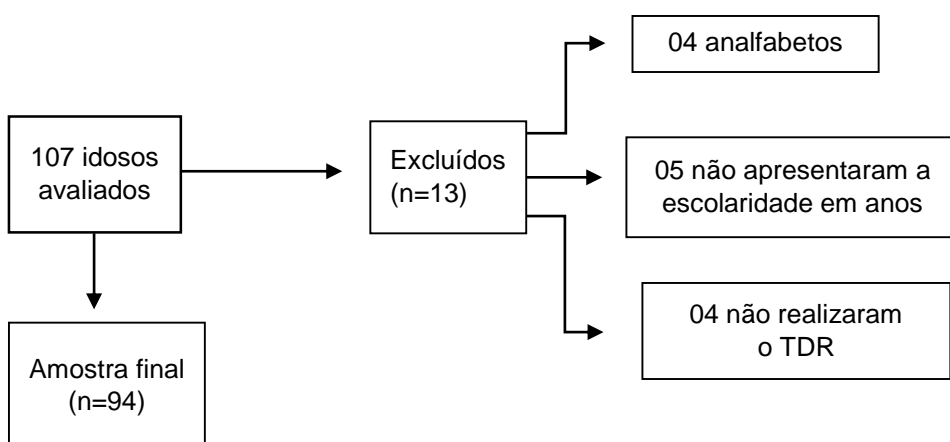 04 analfabetos
107 idosos
avaliados
Excluídos
(n=13)
05 não apresentaram a
escolaridade em anos
04 não realizaram
o TDR
Amostra final
(n=94)